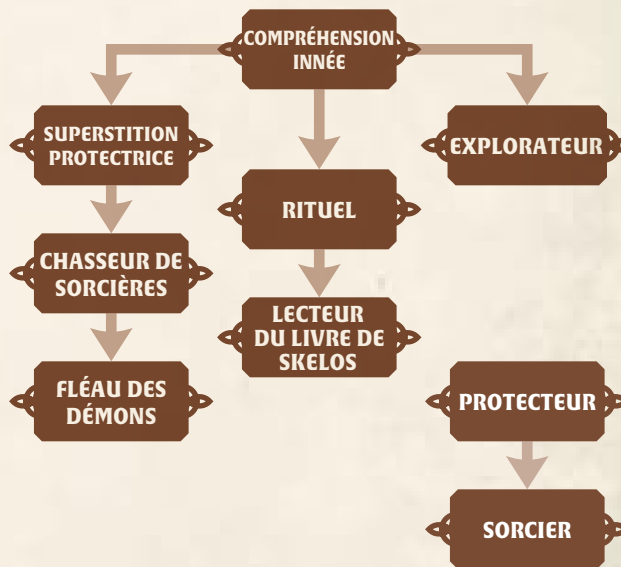 COMPRÉHENSION
INNÉE
SUPERSTITION
PROTECTRICE
EXPLORATEUR
RITUEL
CHASSEUR DE
SORCIÈRES
LECTEUR
DU LIVRE DE
SKELOS
FLÉAU DES
DÉMONS
PROTECTEUR
SORCIER